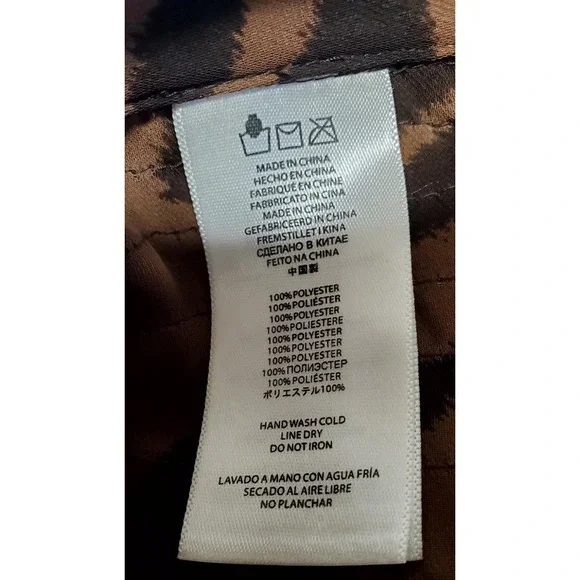 MADE IN CHINA
HECHO EN CHINA
FABRIQUÉ EN CHINE
FABBRICATO IN CINA
MADE IN CHINA
GEFABRICEERD IN CHINA
FREMSTILLET I KINA
СДЕЛАНО В КИТАЕ
FEITO NA CHINA
中国製
100% POLYESTER
100% POLIÉSTER
100% POLYESTER
100% POLIESTERE
100% POLYESTER
100% POLYESTER
100% POLYESTER
100% ПОЛИЭСТЕР
100% POLIÉSTER
ポリエステル100%
HAND WASH COLD
LINE DRY
DO NOT IRON
LAVADO A MANO CON AGUA FRÍA
SECADO AL AIRE LIBRE
NO PLANCHAR